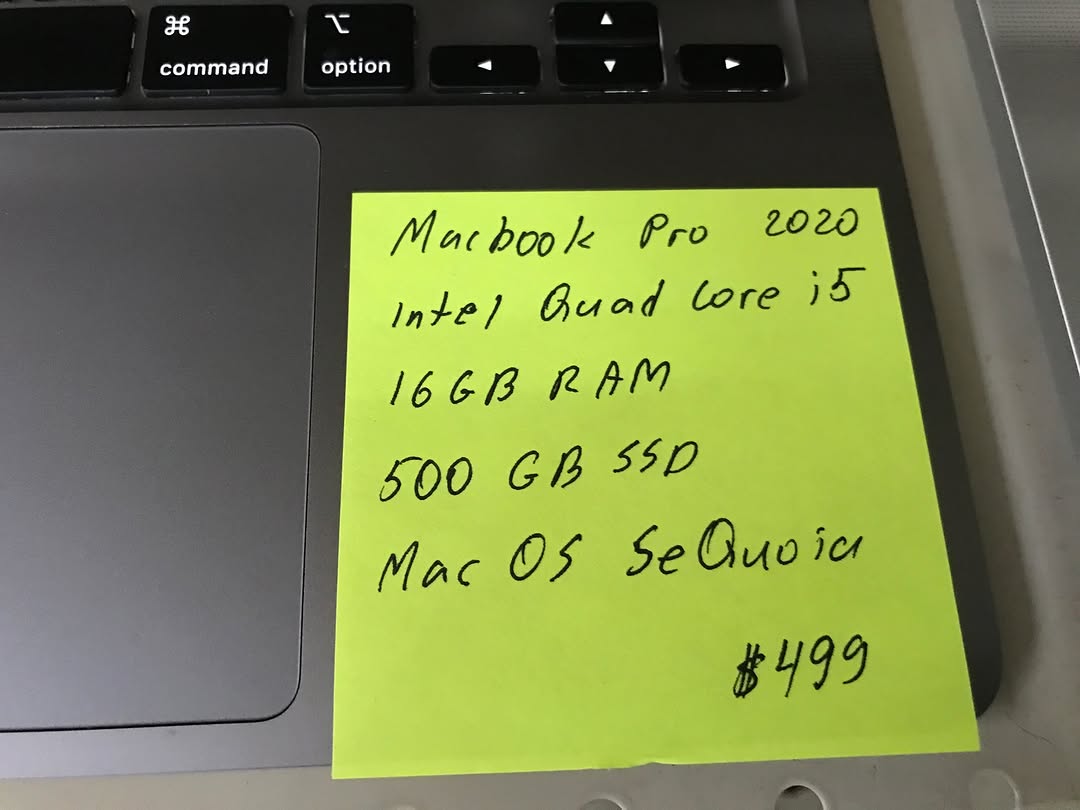 ⌘ ⌥
command option ◄ ▲ ▼ ►
Macbook Pro 2020
Intel Quad Core i5
16GB RAM
500 GB SSD
Mac OS SeQuoia
$499